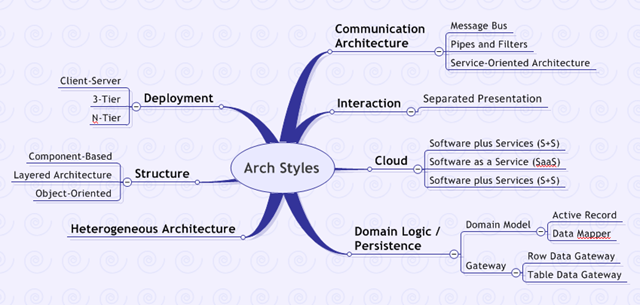 Communication
Architecture
Message Bus
Pipes and Filters
Service-Oriented Architecture
Client-Server
3-Tier
N-Tier
Deployment
Interaction
Separated Presentation
Component-Based
Layered Architecture
Object-Oriented
Structure
Arch Styles
Cloud
Software plus Services (S+S)
Software as a Service (SaaS)
Software plus Services (S+S)
Heterogeneous Architecture
Domain Logic /
Persistence
Domain Model
Active Record
Data Mapper
Gateway
Row Data Gateway
Table Data Gateway